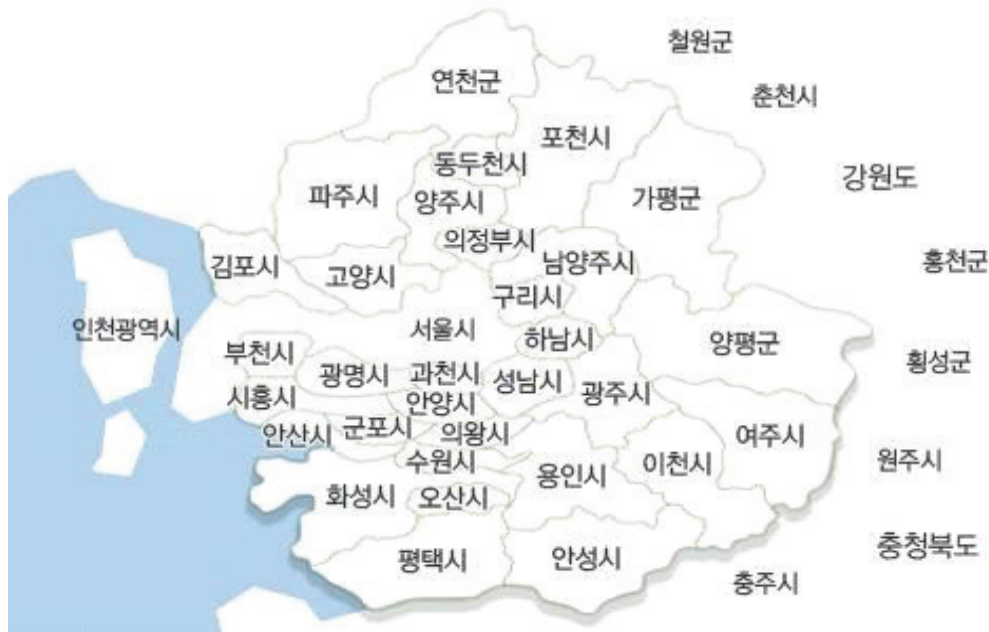 철원군
연천군
춘천시
포천시
동두천시
강원도
파주시
양주시
가평군
의정부시
남양주시
홍천군
김포시
고양시
구리시
인천광역시
서울시
하남시
양평군
부천시
횡성군
광명시
과천시
성남시
광주시
시흥시
안양시
안산시
군포시
의왕시
여주시
수원시
이천시
원주시
용인시
화성시
오산시
충청북도
평택시
안성시
충주시